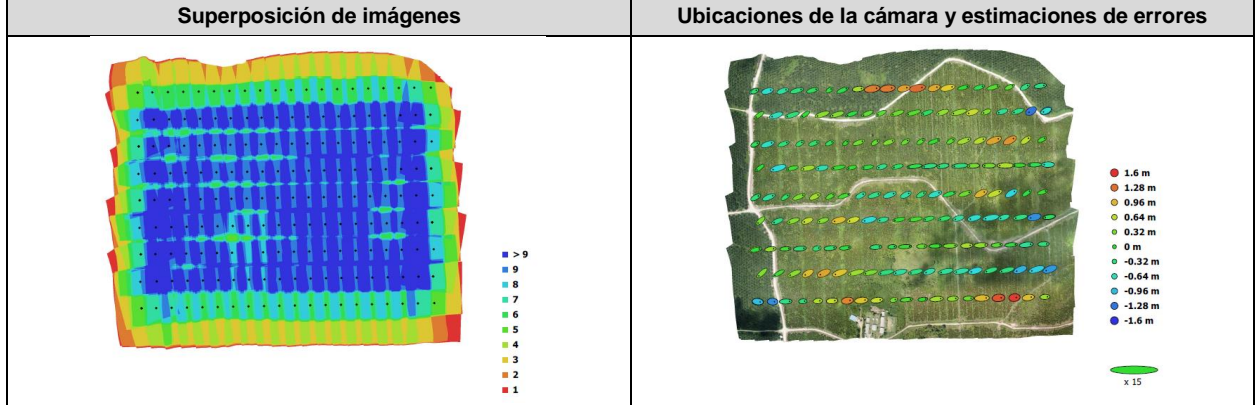 Superposición de imágenes
Ubicaciones de la cámara y estimaciones de errores
> 9
9
8
7
6
5
4
3
2
1
1.6 m
1.28 m
0.96 m
0.64 m
0.32 m
0 m
-0.32 m
-0.64 m
-0.96 m
-1.28 m
-1.6 m
x 15